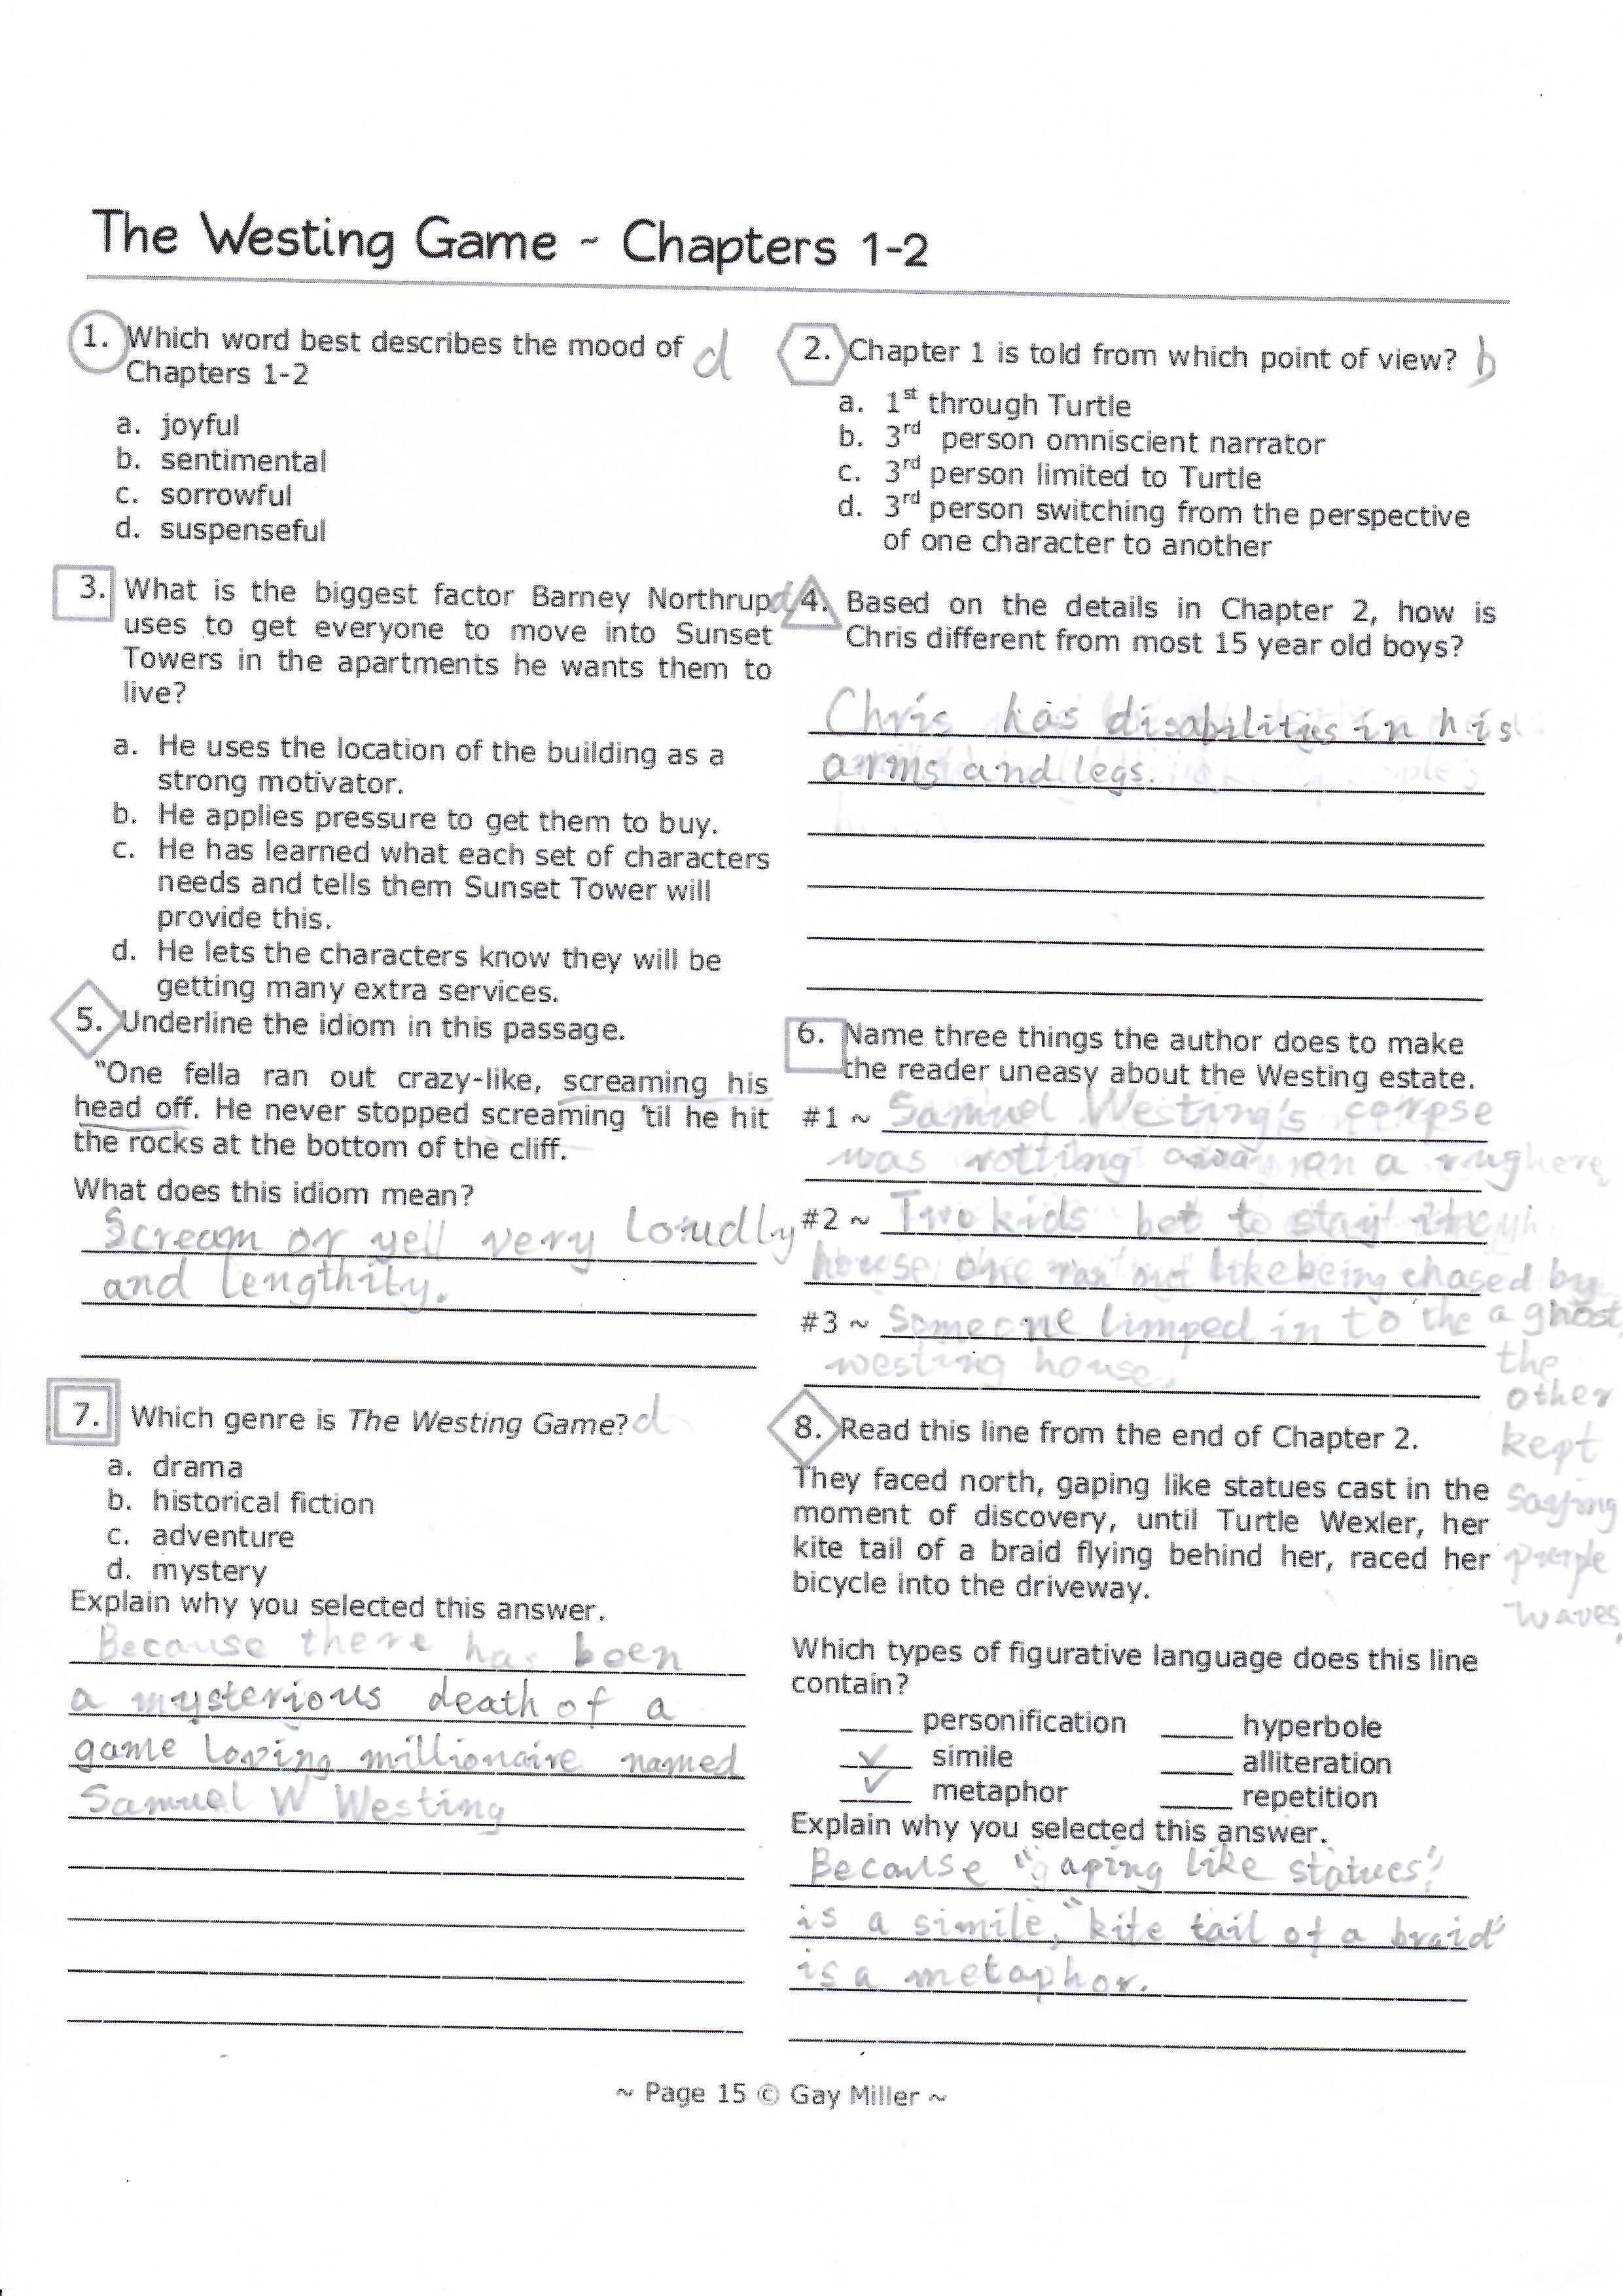 The Westing Game ~ Chapters 1-2
1. Which word best describes the mood of d
Chapters 1-2
a. joyful
b. sentimental
c. sorrowful
d. suspenseful
2. Chapter 1 is told from which point of view? b
a. 1st through Turtle
b. 3rd person omniscient narrator
c. 3rd person limited to Turtle
d. 3rd person switching from the perspective
of one character to another
3. What is the biggest factor Barney Northrup d
uses to get everyone to move into Sunset
Towers in the apartments he wants them to
live?
a. He uses the location of the building as a
strong motivator.
b. He applies pressure to get them to buy.
c. He has learned what each set of characters
needs and tells them Sunset Tower will
provide this.
d. He lets the characters know they will be
getting many extra services.
4. Based on the details in Chapter 2, how is
Chris different from most 15 year old boys?
Chris has disabilities in his
arms and legs.
5. Underline the idiom in this passage.
"One fella ran out crazy-like, screaming his
head off. He never stopped screaming 'til he hit
the rocks at the bottom of the cliff.
What does this idiom mean?
Scream or yell very loudly
and lengthity.
6. Name three things the author does to make
the reader uneasy about the Westing estate.
#1 ~ Samuel Westing's corpse
was rotting away on a rug
#2 ~ Two kids bet to stay
house one ran out like being chased by
a ghost,
the
other
kept
saying
purple
waves,
#3 ~ Someone limped in to the
westing house,
7. Which genre is The Westing Game? d
a. drama
b. historical fiction
c. adventure
d. mystery
Explain why you selected this answer.
Because there has been
a mysterious death of a
game loving millionaire named
Samuel W Westing
8. Read this line from the end of Chapter 2.
They faced north, gaping like statues cast in the
moment of discovery, until Turtle Wexler, her
kite tail of a braid flying behind her, raced her
bicycle into the driveway.
Which types of figurative language does this line
contain?
____ personification ____ hyperbole
✓ simile ____ alliteration
✓ metaphor ____ repetition
Explain why you selected this answer.
Because "gaping like statues"
is a simile, "kite tail of a braid"
is a metaphor.
~ Page 15 © Gay Miller ~